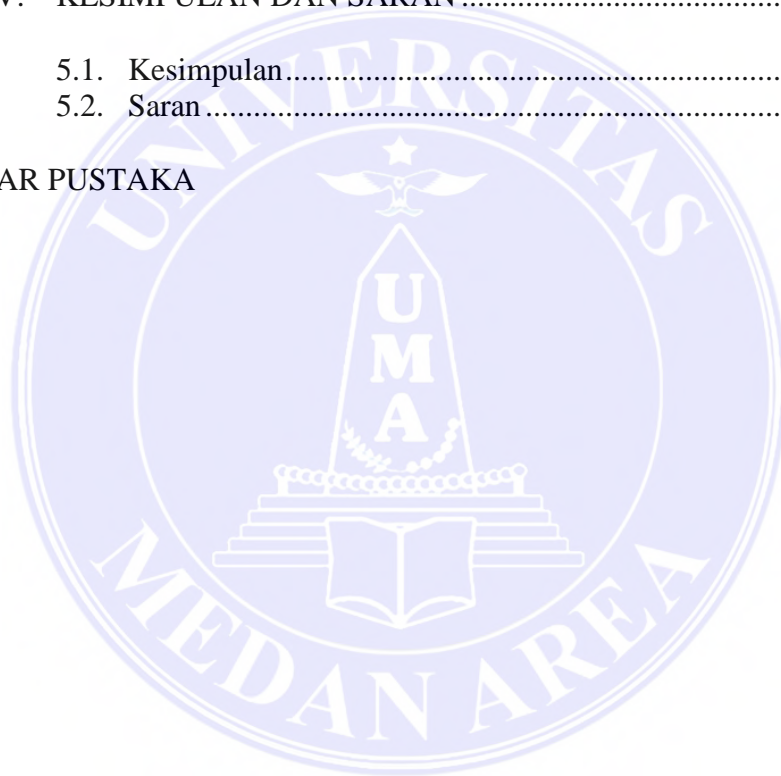 V. KESIMPULAN DAN SARAN........................................
5.1. Kesimpulan..............................................................
5.2. Saran........................................................................
AR PUSTAKA
UNIVERSITAS
U
M
A
MEDAN AREA